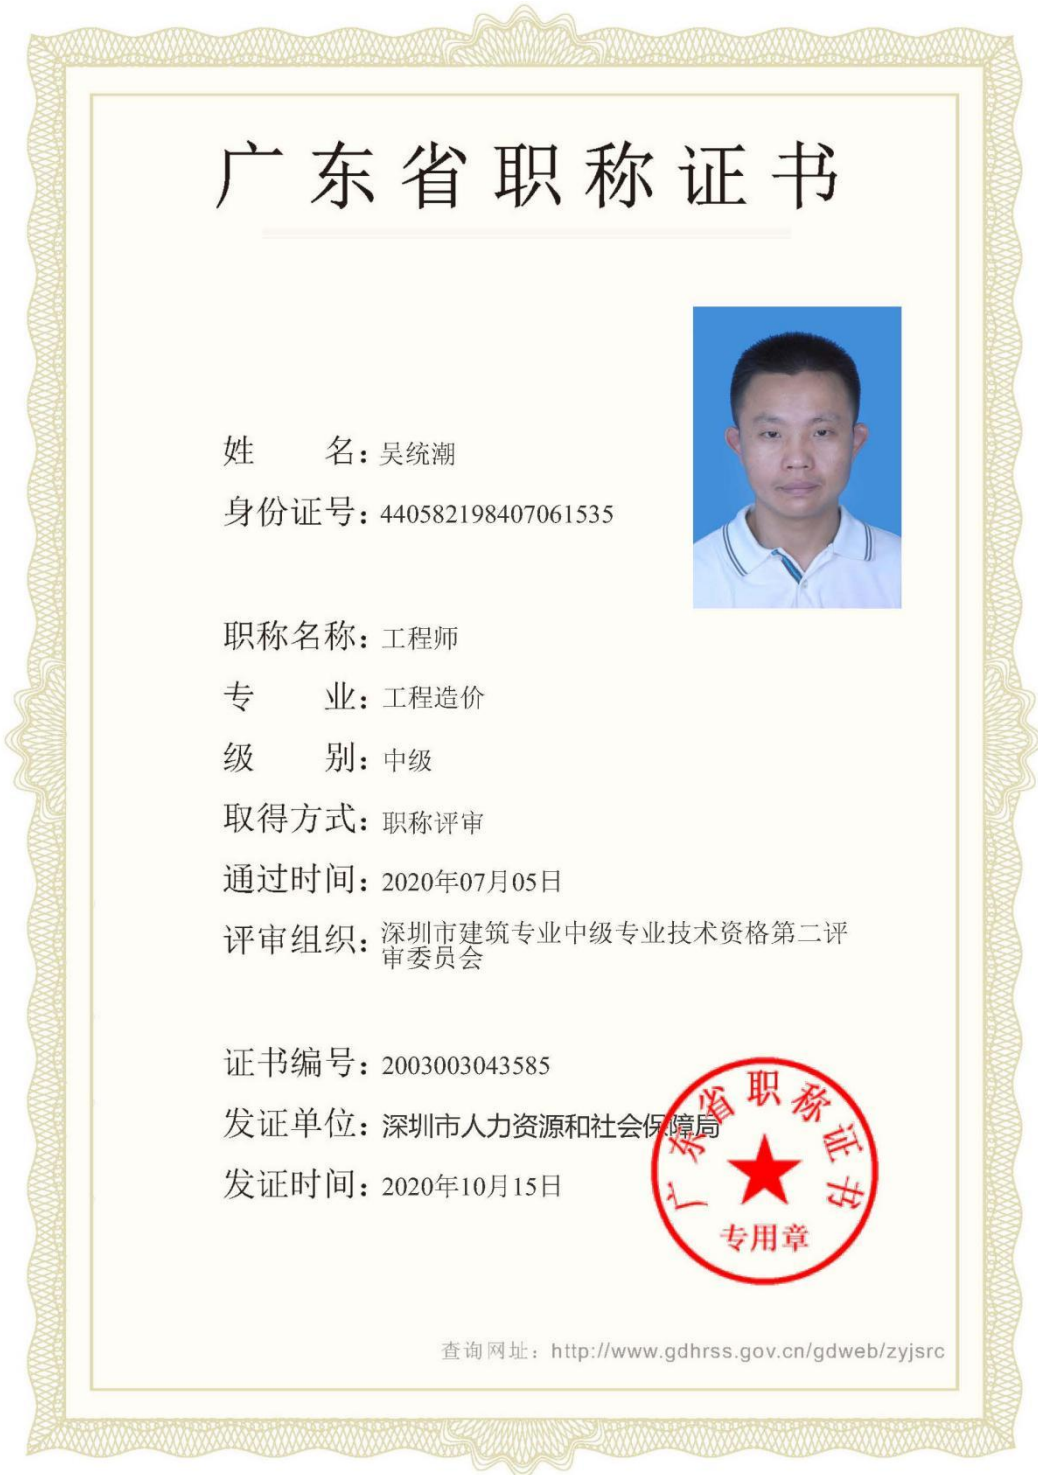 广东省职称证书
姓 名：吴统潮
身份证号：440582198407061535
职称名称：工程师
专 业：工程造价
级 别：中级
取得方式：职称评审
通过时间：2020年07月05日
评审组织：深圳市建筑专业中级专业技术资格第二评
审委员会
证书编号：2003003043585
发证单位：深圳市人力资源和社会保障局
发证时间：2020年10月15日
广东省职称证书
专用章
查询网址：http://www.gdhrss.gov.cn/gdweb/zyjsrc